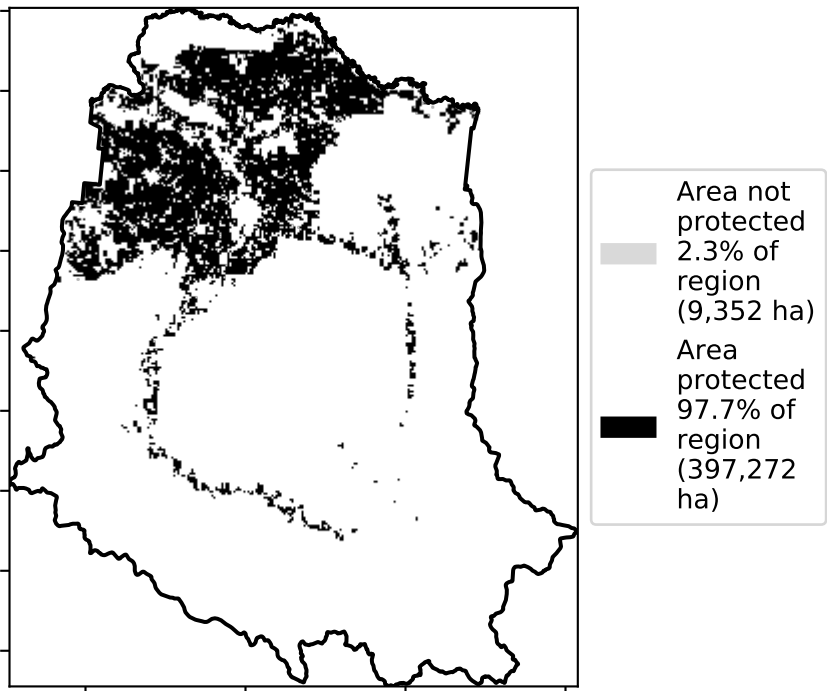 Area not
protected
2.3% of
region
(9,352 ha)
Area
protected
97.7% of
region
(397,272
ha)